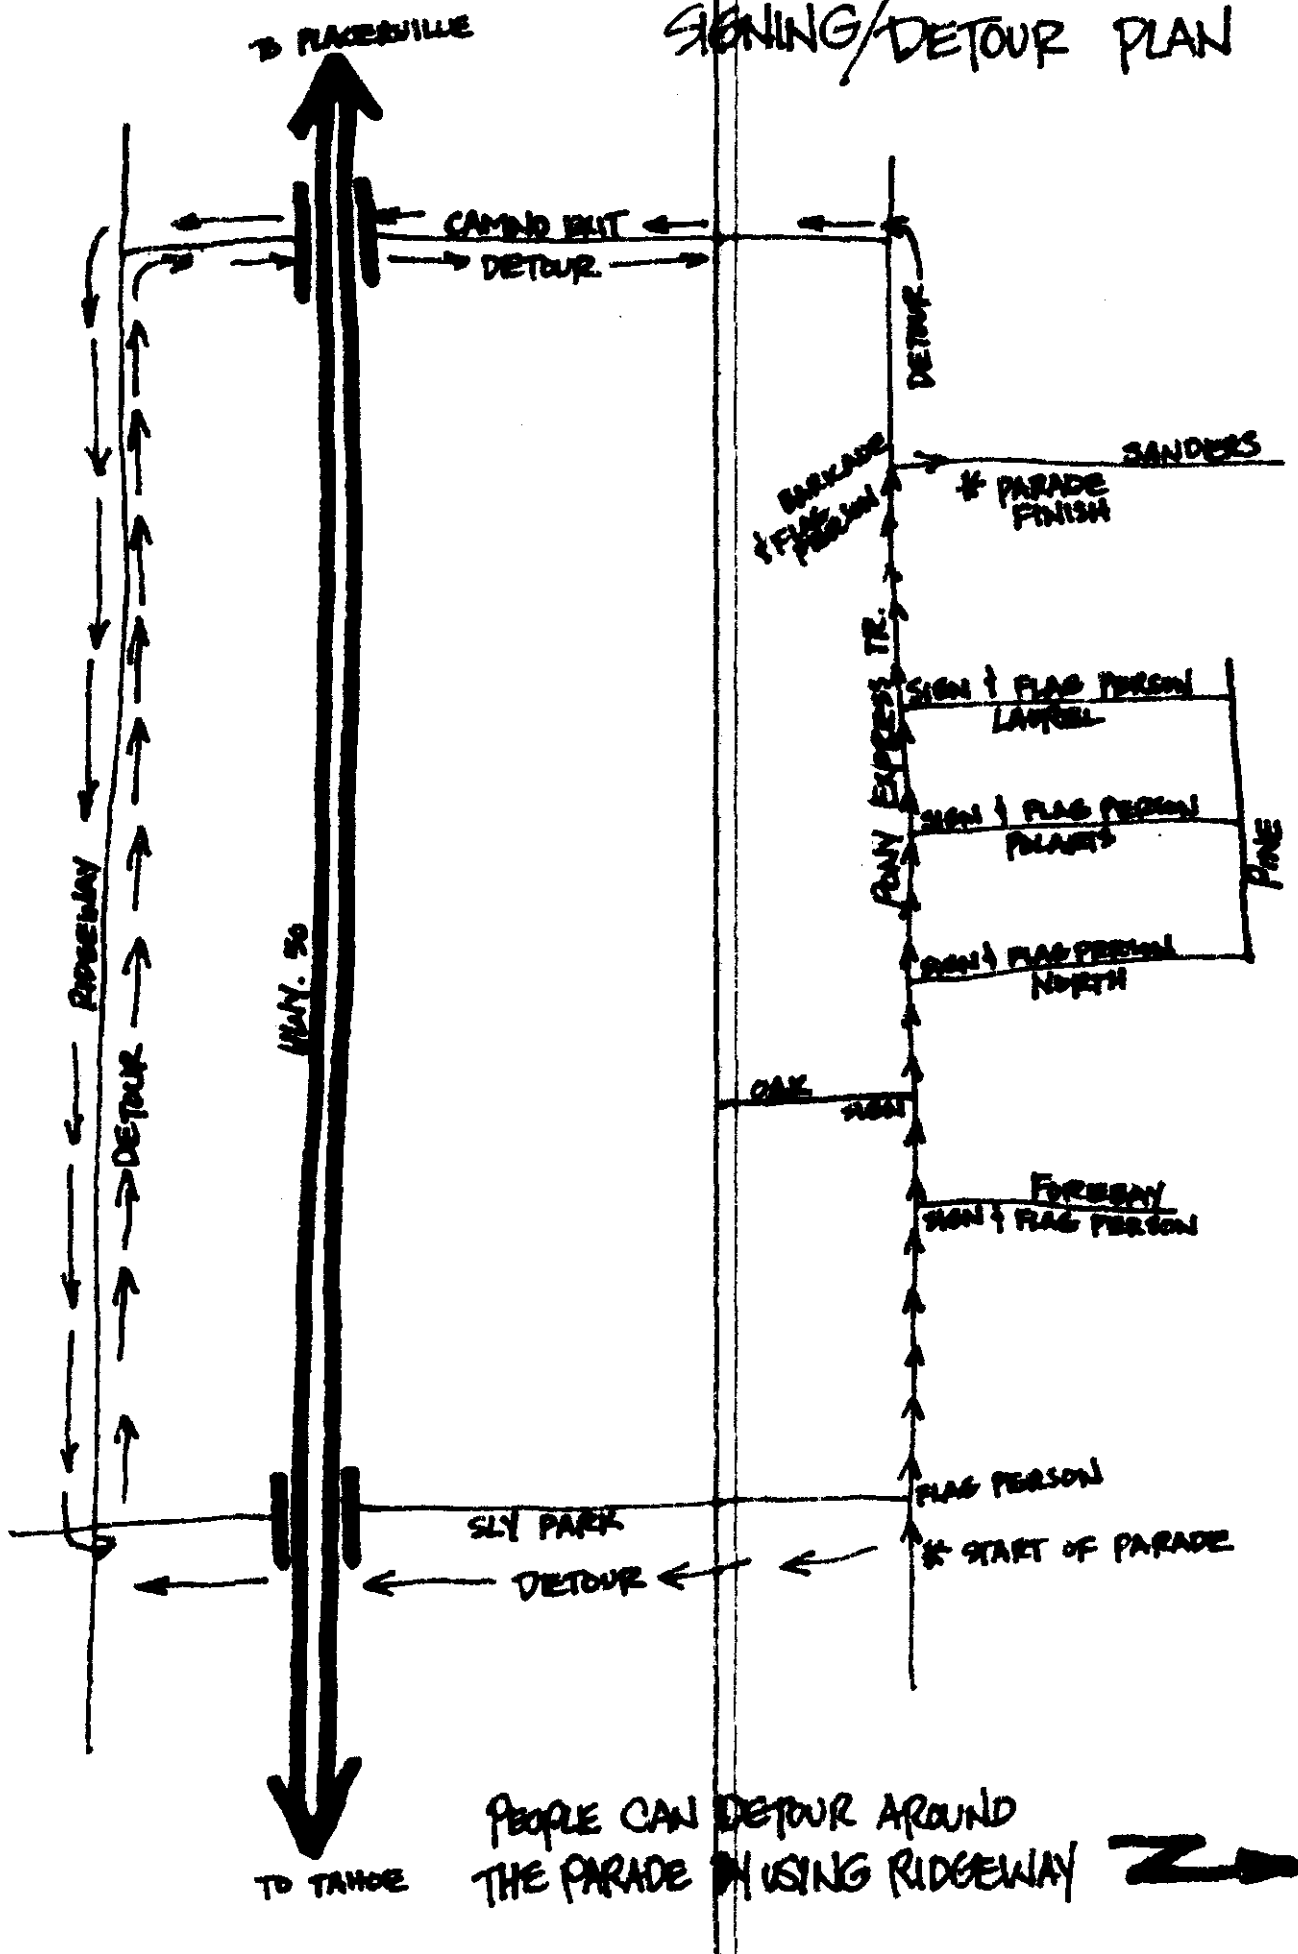 SIGNING/DETOUR PLAN
TO PLACERVILLE
CAMINO EXIT
DETOUR
DETOUR
SANDERS
* PARADE
FINISH
BARKADE
& FLAG
PERSON
PONY EXPRESS TR.
SIGN & FLAG PERSON
LAUREL
SIGN & FLAG PERSON
POLARIS
PINE
SIGN & FLAG PERSON
NORTH
RIDGEWAY
HWY. 50
DETOUR
OAK
SIGN
FOREBAY
SIGN & FLAG PERSON
FLAG PERSON
SLY PARK
* START OF PARADE
DETOUR
PEOPLE CAN DETOUR AROUND
THE PARADE BY USING RIDGEWAY
TO TAHOE
N